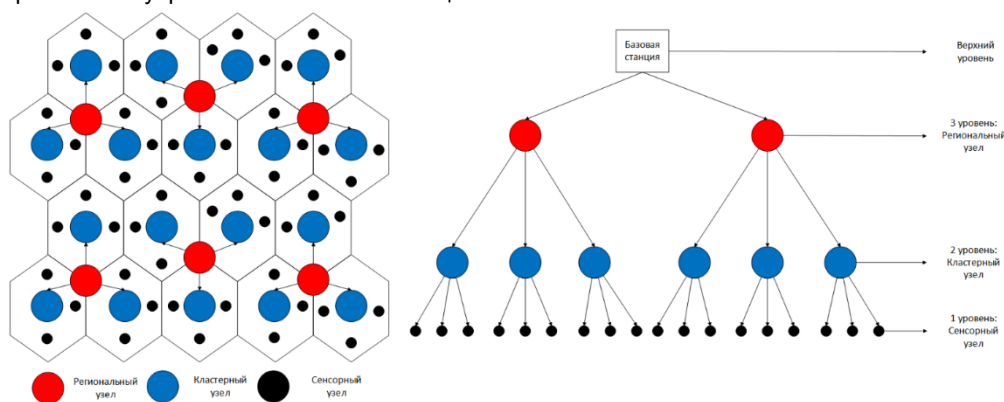 Базовая
станция
Верхний
уровень
3 уровень:
Региональный
узел
2 уровень:
Кластерный
узел
1 уровень:
Сенсорный
узел
Региональный
узел
Кластерный
узел
Сенсорный
узел